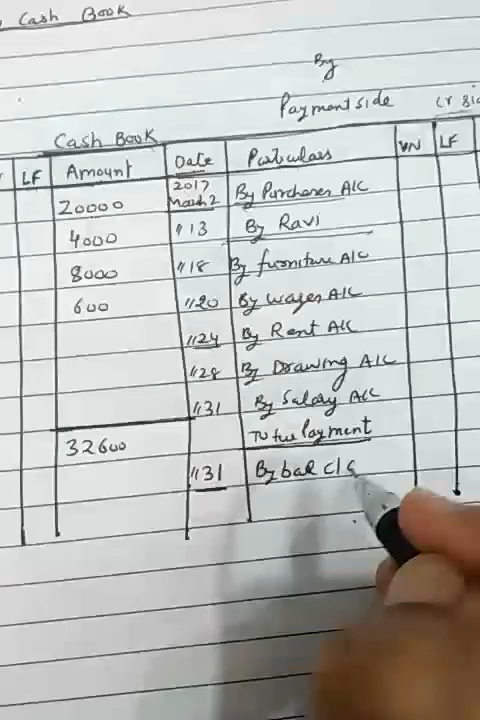 Cash Book
By
Payment side
Cr
Cash Book
LF Amount Date Particulars VN LF
20000 2017 March 2 By Purchases A/C
4000 "13 By Ravi
8000 "18 By furniture A/C
600 "20 By wages A/C
"24 By Rent A/C
"28 By Drawing A/C
"31 By Salary A/C
Payment
32600
"31 By bal c/